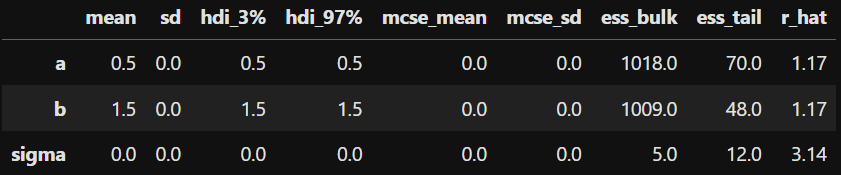 mean sd hdi_3% hdi_97% mcse_mean mcse_sd ess_bulk ess_tail r_hat
a 0.5 0.0 0.5 0.5 0.0 0.0 1018.0 70.0 1.17
b 1.5 0.0 1.5 1.5 0.0 0.0 1009.0 48.0 1.17
sigma 0.0 0.0 0.0 0.0 0.0 0.0 5.0 12.0 3.14